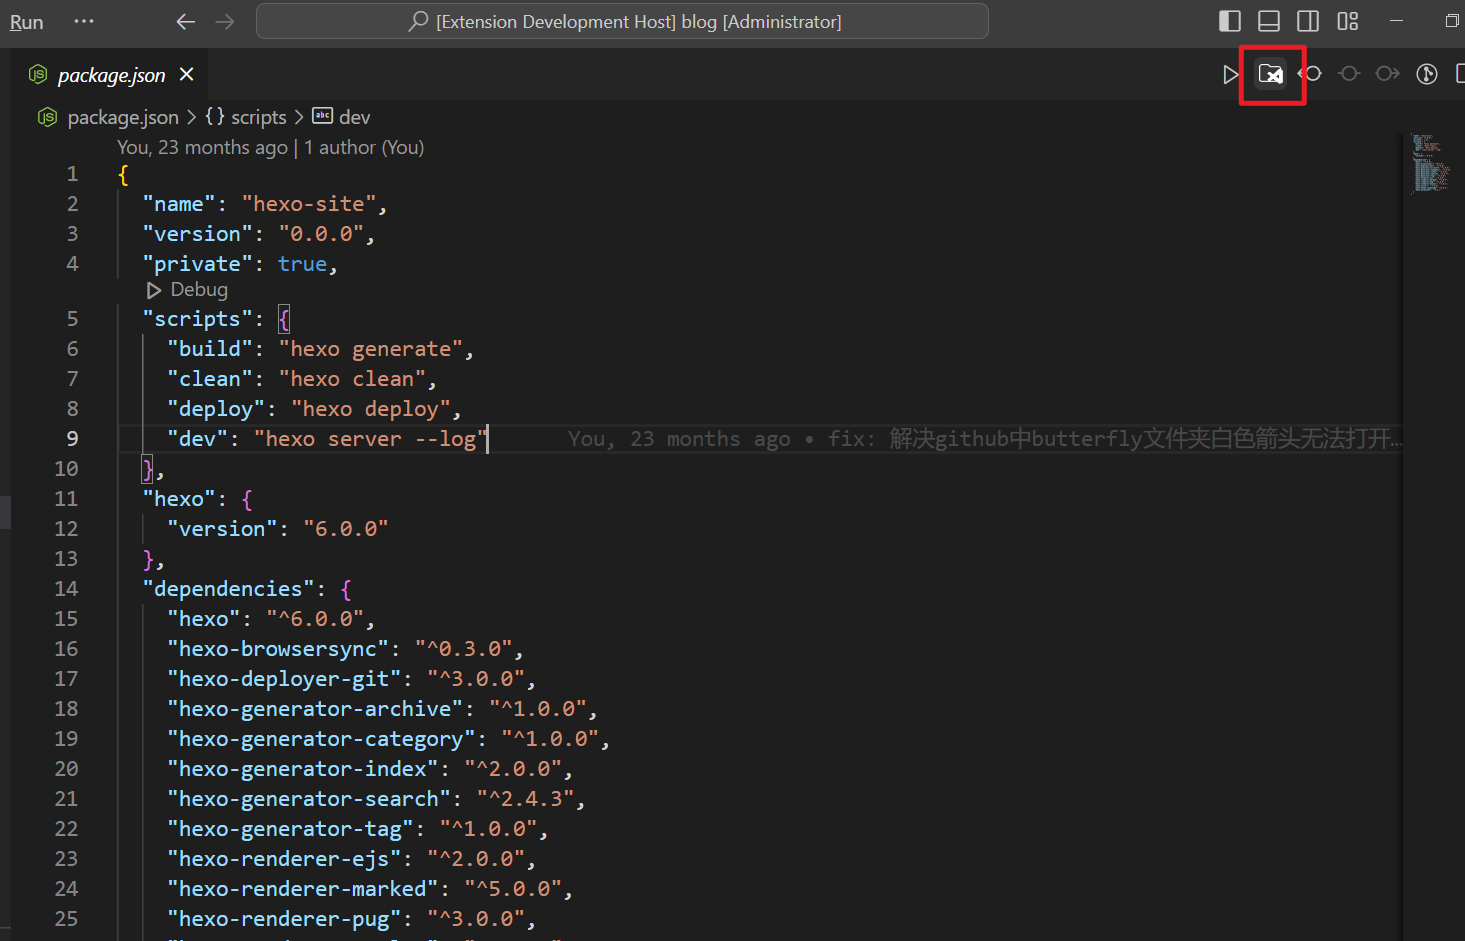 Run ···
[Extension Development Host] blog [Administrator]
JS package.json
JS package.json > {} scripts > abc dev
You, 23 months ago | 1 author (You)
1 {
2 "name": "hexo-site",
3 "version": "0.0.0",
4 "private": true,
Debug
5 "scripts": {
6 "build": "hexo generate",
7 "clean": "hexo clean",
8 "deploy": "hexo deploy",
9 "dev": "hexo server --log" You, 23 months ago • fix: 解决github中butterfly文件夹白色箭头无法打开…
10 },
11 "hexo": {
12 "version": "6.0.0"
13 },
14 "dependencies": {
15 "hexo": "^6.0.0",
16 "hexo-browsersync": "^0.3.0",
17 "hexo-deployer-git": "^3.0.0",
18 "hexo-generator-archive": "^1.0.0",
19 "hexo-generator-category": "^1.0.0",
20 "hexo-generator-index": "^2.0.0",
21 "hexo-generator-search": "^2.4.3",
22 "hexo-generator-tag": "^1.0.0",
23 "hexo-renderer-ejs": "^2.0.0",
24 "hexo-renderer-marked": "^5.0.0",
25 "hexo-renderer-pug": "^3.0.0",